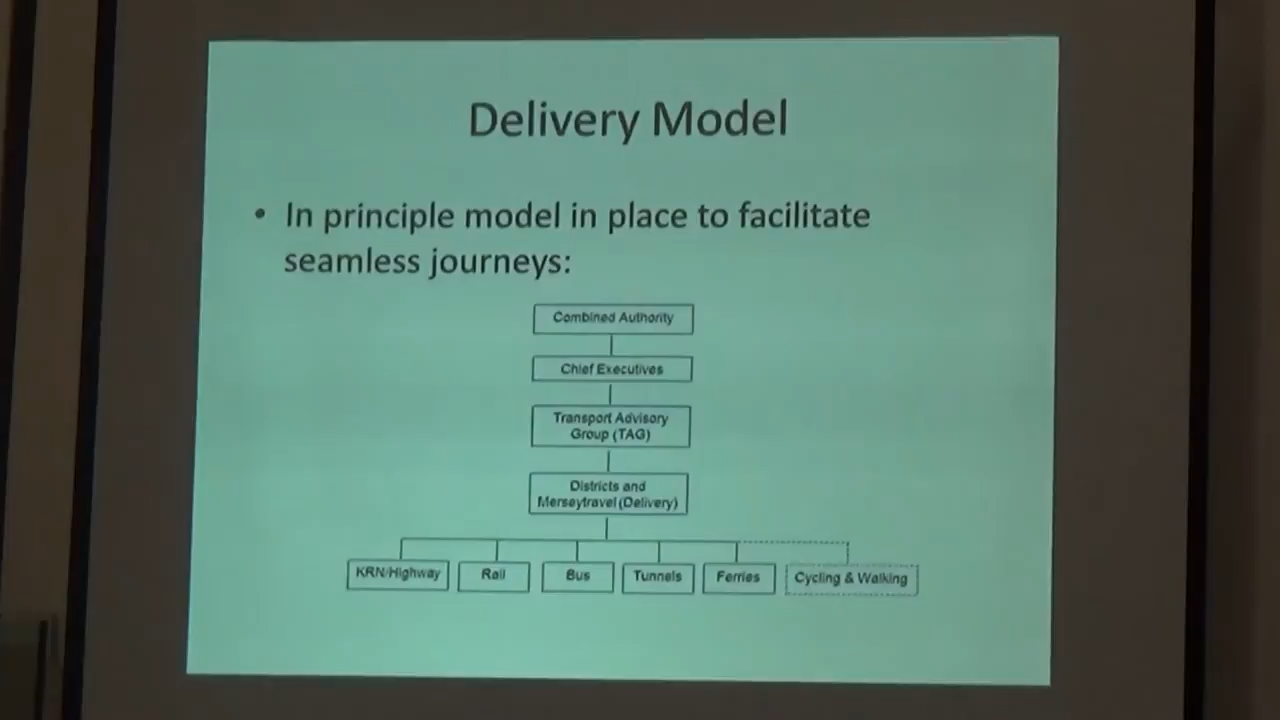 Delivery Model
• In principle model in place to facilitate
seamless journeys:
Combined Authority
Chief Executives
Transport Advisory
Group (TAG)
Districts and
Merseytravel (Delivery)
KRN/Highway
Rail
Bus
Tunnels
Ferries
Cycling & Walking